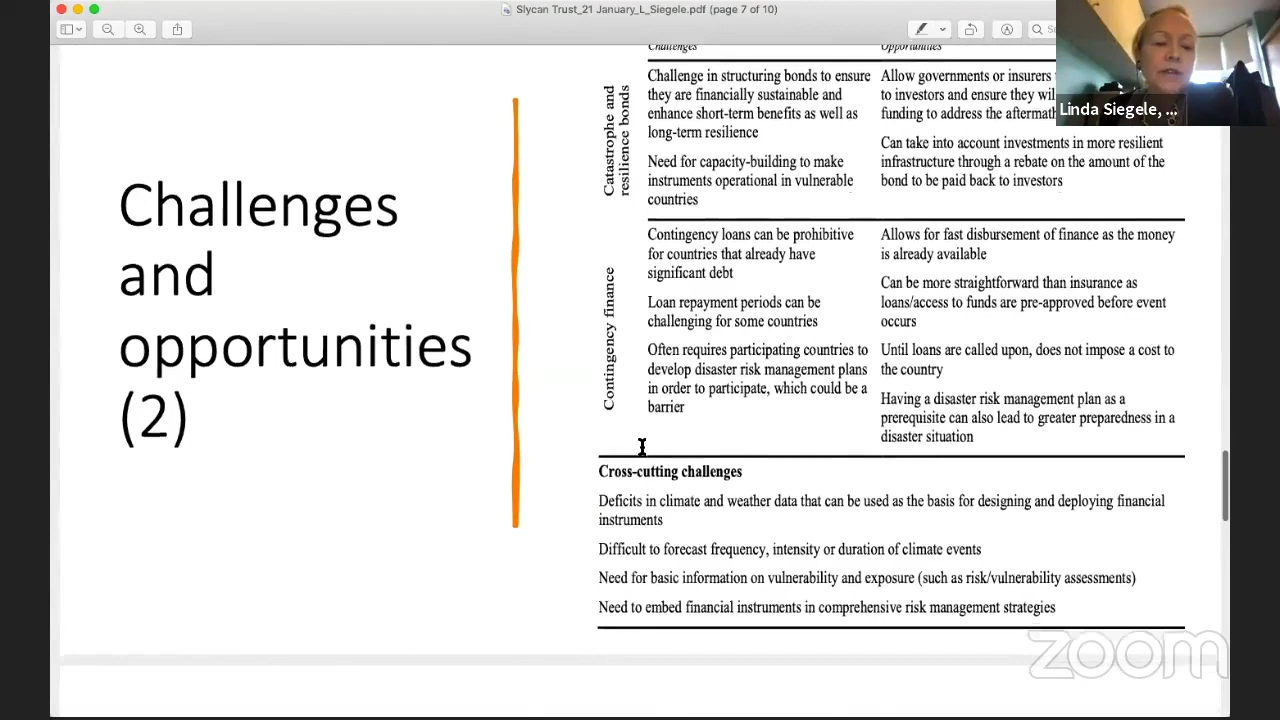 Slycan Trust_21 January_L_Siegele.pdf (page 7 of 10)
Linda Siegele, ...
Challenges
and
opportunities
(2)
Challenges
Opportunities
Catastrophe and
resilience bonds
Challenge in structuring bonds to ensure
they are financially sustainable and
enhance short-term benefits as well as
long-term resilience
Need for capacity-building to make
instruments operational in vulnerable
countries
Allow governments or insurers
to investors and ensure they will
funding to address the aftermath
Can take into account investments in more resilient
infrastructure through a rebate on the amount of the
bond to be paid back to investors
Contingency finance
Contingency loans can be prohibitive
for countries that already have
significant debt
Loan repayment periods can be
challenging for some countries
Often requires participating countries to
develop disaster risk management plans
in order to participate, which could be a
barrier
Allows for fast disbursement of finance as the money
is already available
Can be more straightforward than insurance as
loans/access to funds are pre-approved before event
occurs
Until loans are called upon, does not impose a cost to
the country
Having a disaster risk management plan as a
prerequisite can also lead to greater preparedness in a
disaster situation
Cross-cutting challenges
Deficits in climate and weather data that can be used as the basis for designing and deploying financial
instruments
Difficult to forecast frequency, intensity or duration of climate events
Need for basic information on vulnerability and exposure (such as risk/vulnerability assessments)
Need to embed financial instruments in comprehensive risk management strategies
zoom